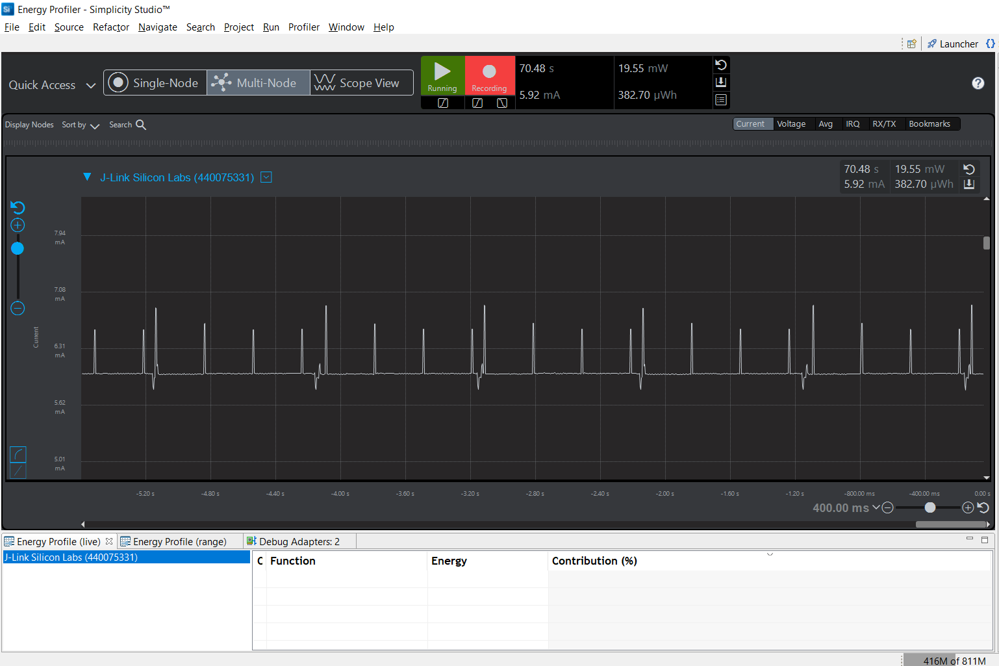 Energy Profiler - Simplicity Studio™
File Edit Source Refactor Navigate Search Project Run Profiler Window Help
Launcher
Quick Access Single-Node Multi-Node Scope View
Running Recording
70.48 s 19.55 mW
5.92 mA 382.70 µWh
Display Nodes Sort by Search
Current Voltage Avg IRQ RX/TX Bookmarks
J-Link Silicon Labs (440075331)
70.48 s 19.55 mW
5.92 mA 382.70 µWh
7.94
mA
7.08
mA
Current
6.31
mA
5.62
mA
5.01
mA
-5.20 s -4.80 s -4.40 s -4.00 s -3.60 s -3.20 s -2.80 s -2.40 s -2.00 s -1.60 s -1.20 s -800.00 ms -400.00 ms 0.00 s
400.00 ms
Energy Profile (live) Energy Profile (range) Debug Adapters: 2
J-Link Silicon Labs (440075331)
C Function Energy Contribution (%)
416M of 811M